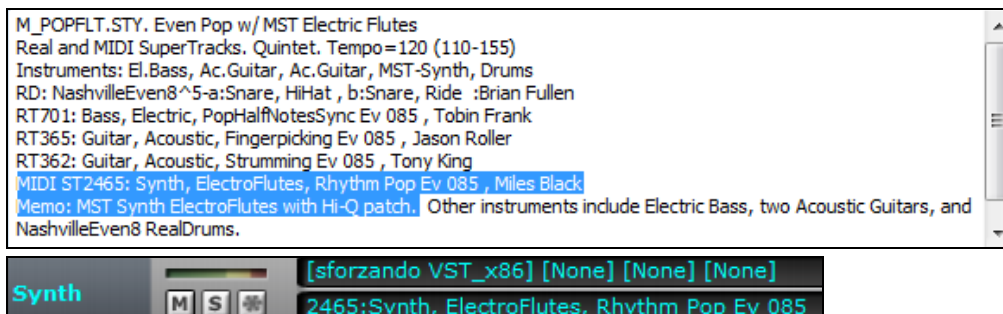 M_POPFLT.STY. Even Pop w/ MST Electric Flutes
Real and MIDI SuperTracks. Quintet. Tempo=120 (110-155)
Instruments: El.Bass, Ac.Guitar, Ac.Guitar, MST-Synth, Drums
RD: NashvilleEven8^5-a:Snare, HiHat , b:Snare, Ride  :Brian Fullen
RT701: Bass, Electric, PopHalfNotesSync Ev 085 , Tobin Frank
RT365: Guitar, Acoustic, Fingerpicking Ev 085 , Jason Roller
RT362: Guitar, Acoustic, Strumming Ev 085 , Tony King
MIDI ST2465: Synth, ElectroFlutes, Rhythm Pop Ev 085 , Miles Black
Memo: MST Synth ElectroFlutes with Hi-Q patch.  Other instruments include Electric Bass, two Acoustic Guitars, and
NashvilleEven8 RealDrums.
[sforzando VST_x86] [None] [None] [None]
Synth
M S
2465:Synth, ElectroFlutes, Rhythm Pop Ev 085